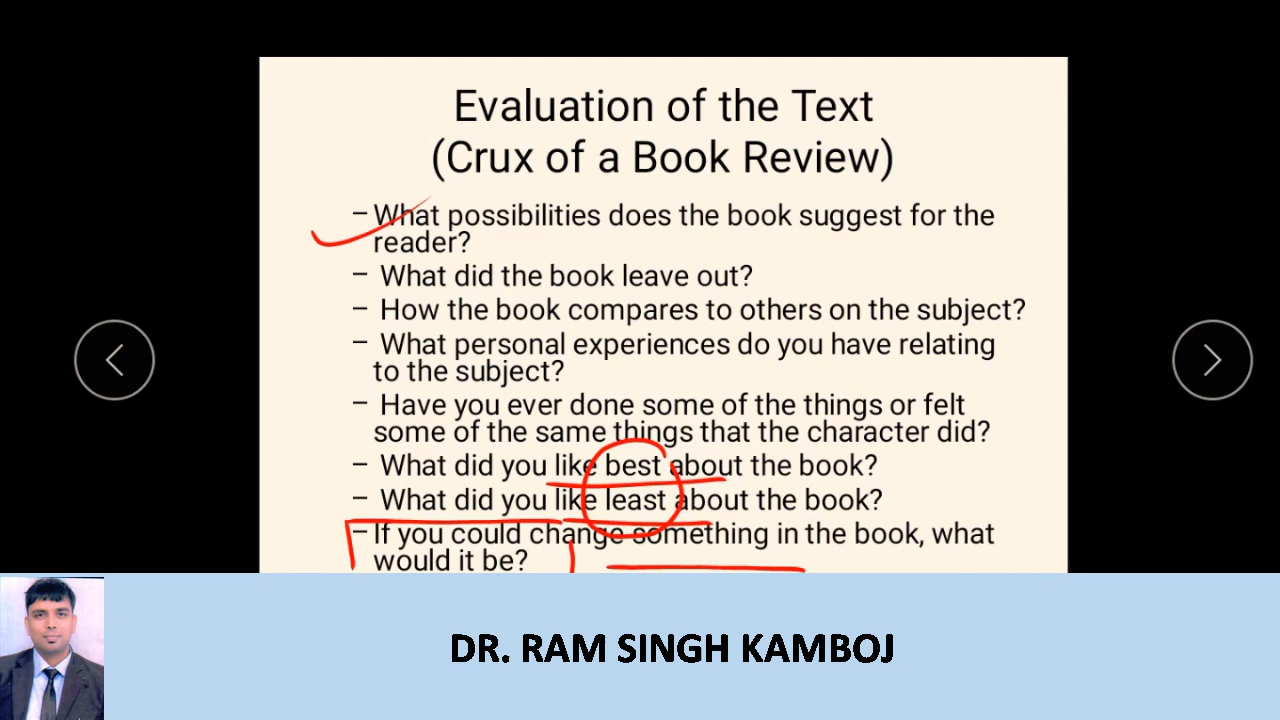 Evaluation of the Text
(Crux of a Book Review)
– What possibilities does the book suggest for the
reader?
– What did the book leave out?
– How the book compares to others on the subject?
– What personal experiences do you have relating
to the subject?
– Have you ever done some of the things or felt
some of the same things that the character did?
– What did you like best about the book?
– What did you like least about the book?
– If you could change something in the book, what
would it be?
DR. RAM SINGH KAMBOJ